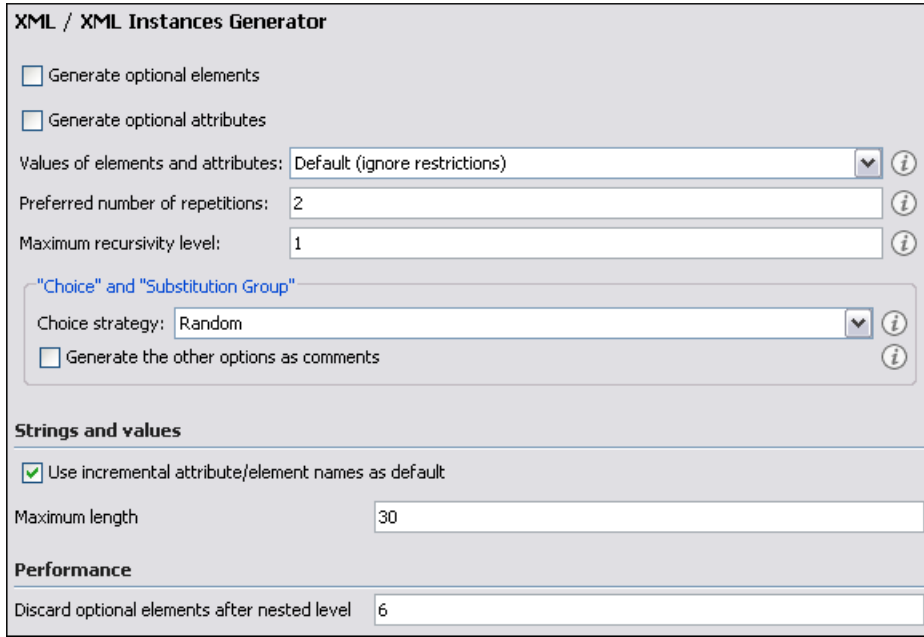 XML / XML Instances Generator
Generate optional elements
Generate optional attributes
Values of elements and attributes: Default (ignore restrictions)
Preferred number of repetitions: 2
Maximum recursivity level: 1
"Choice" and "Substitution Group"
Choice strategy: Random
Generate the other options as comments
Strings and values
Use incremental attribute/element names as default
Maximum length 30
Performance
Discard optional elements after nested level 6